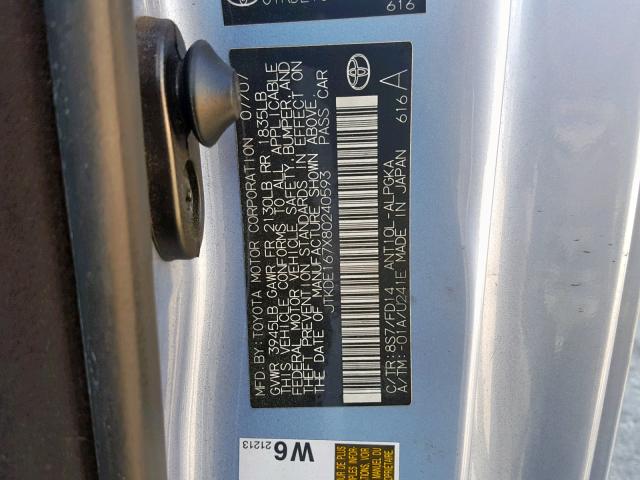 616
MFD.BY:TOYOTA MOTOR CORPORATION 07/07
GVWR 3945LB GAWR FR 2130LB RR 1835LB
THIS VEHICLE CONFORMS TO ALL APPLICABLE
FEDERAL MOTOR VEHICLE SAFETY, BUMPER, AND
THEFT PREVENTION STANDARDS IN EFFECT ON
THE DATE OF MANUFACTURE SHOWN ABOVE.
JTKDE167X80240593 PASS.CAR
C/TR:8S7/FD14 ANT10L-ALPGKA
A/TM:-01A/U241E MADE IN JAPAN
616 A
W6
21213